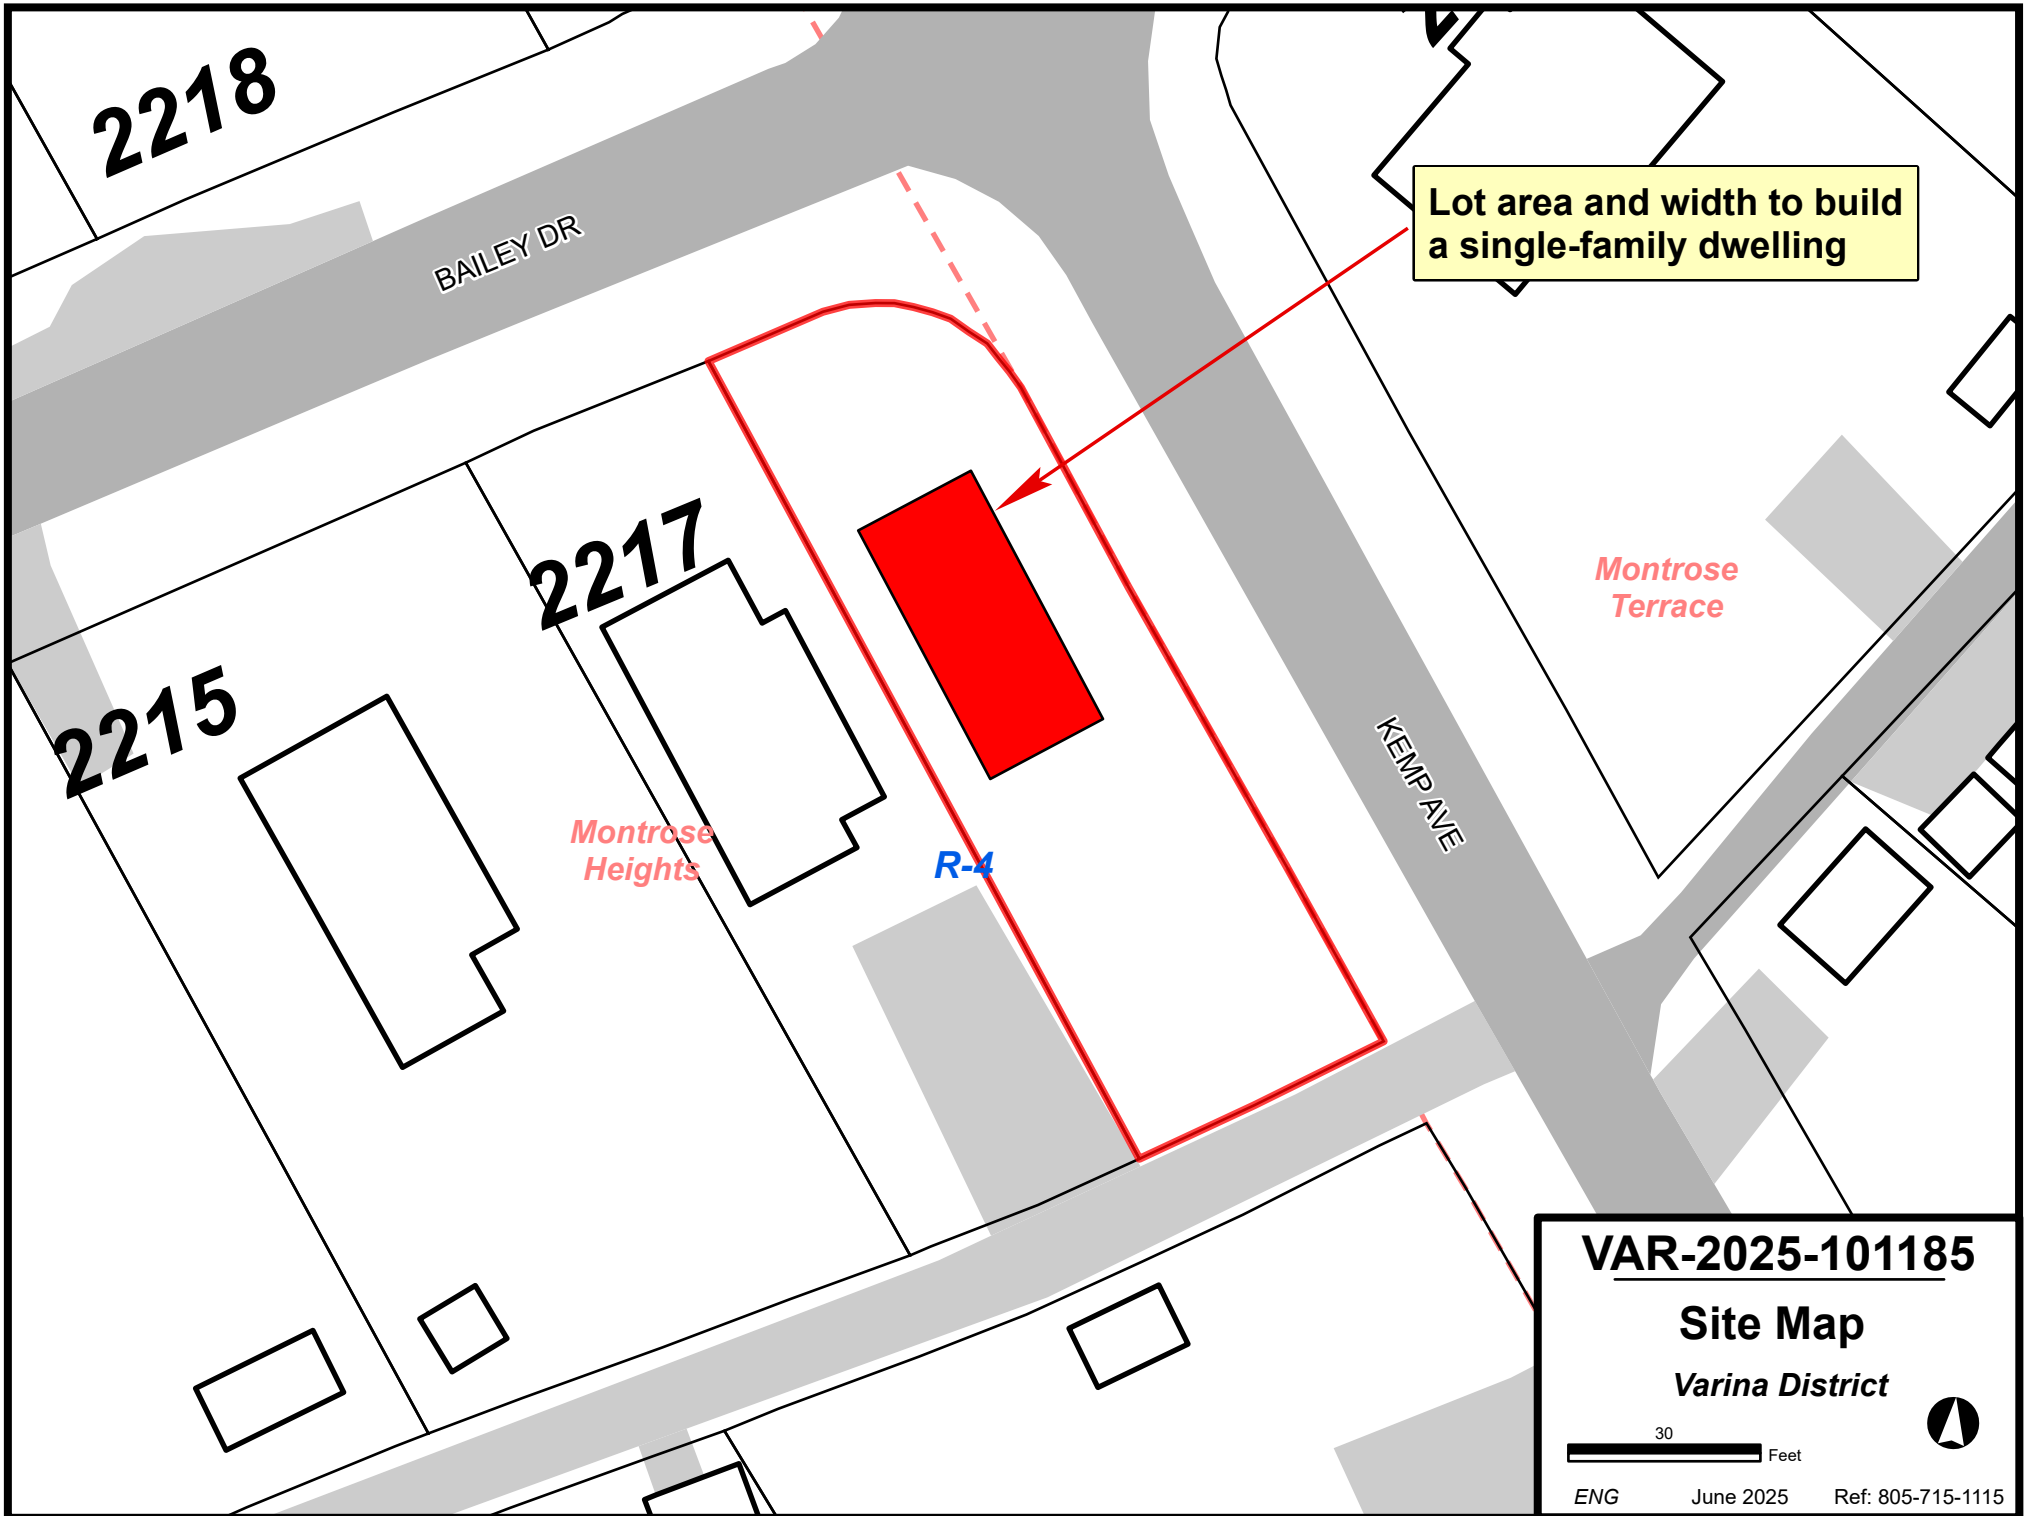 2218
BAILEY DR
Lot area and width to build
a single-family dwelling
2217
Montrose
Terrace
2215
KEMP AVE
Montrose
Heights
R-4
VAR-2025-101185
Site Map
Varina District
30
Feet
ENG
June 2025
Ref: 805-715-1115